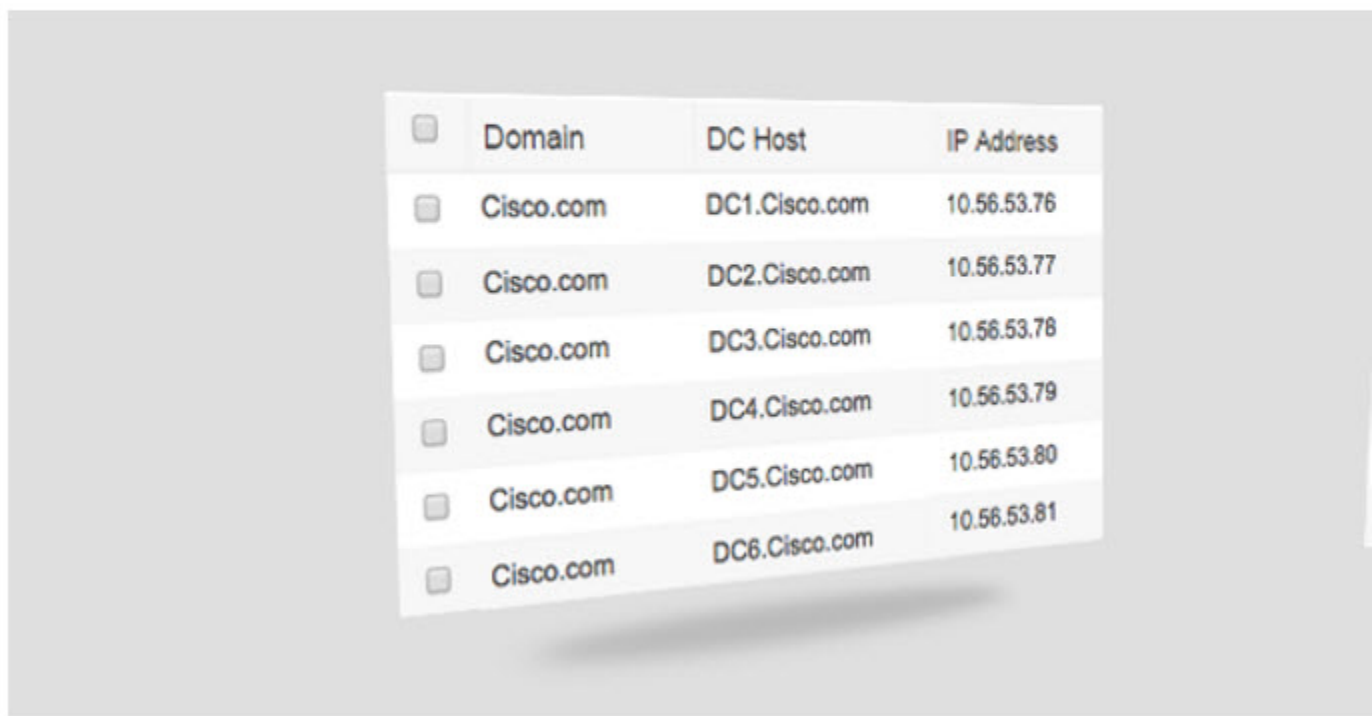 Domain DC Host IP Address
Cisco.com DC1.Cisco.com 10.56.53.76
Cisco.com DC2.Cisco.com 10.56.53.77
Cisco.com DC3.Cisco.com 10.56.53.78
Cisco.com DC4.Cisco.com 10.56.53.79
Cisco.com DC5.Cisco.com 10.56.53.80
Cisco.com DC6.Cisco.com 10.56.53.81